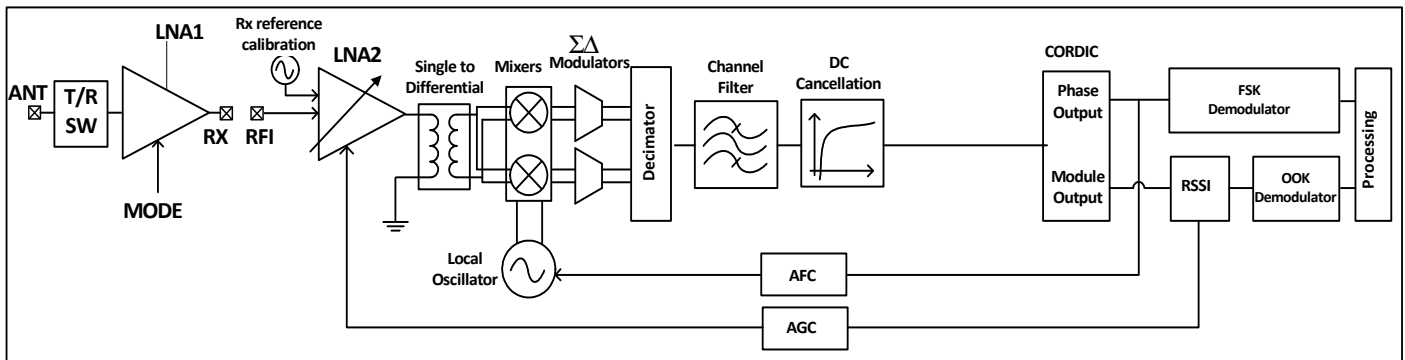 LNA1
Rx reference
calibration
LNA2
ANT
T/R
SW
RX
RFI
MODE
Single to
Differential
Mixers
ΣΔ
Modulators
Local
Oscillator
Decimator
Channel
Filter
DC
Cancellation
CORDIC
Phase
Output
Module
Output
FSK
Demodulator
RSSI
OOK
Demodulator
Processing
AFC
AGC